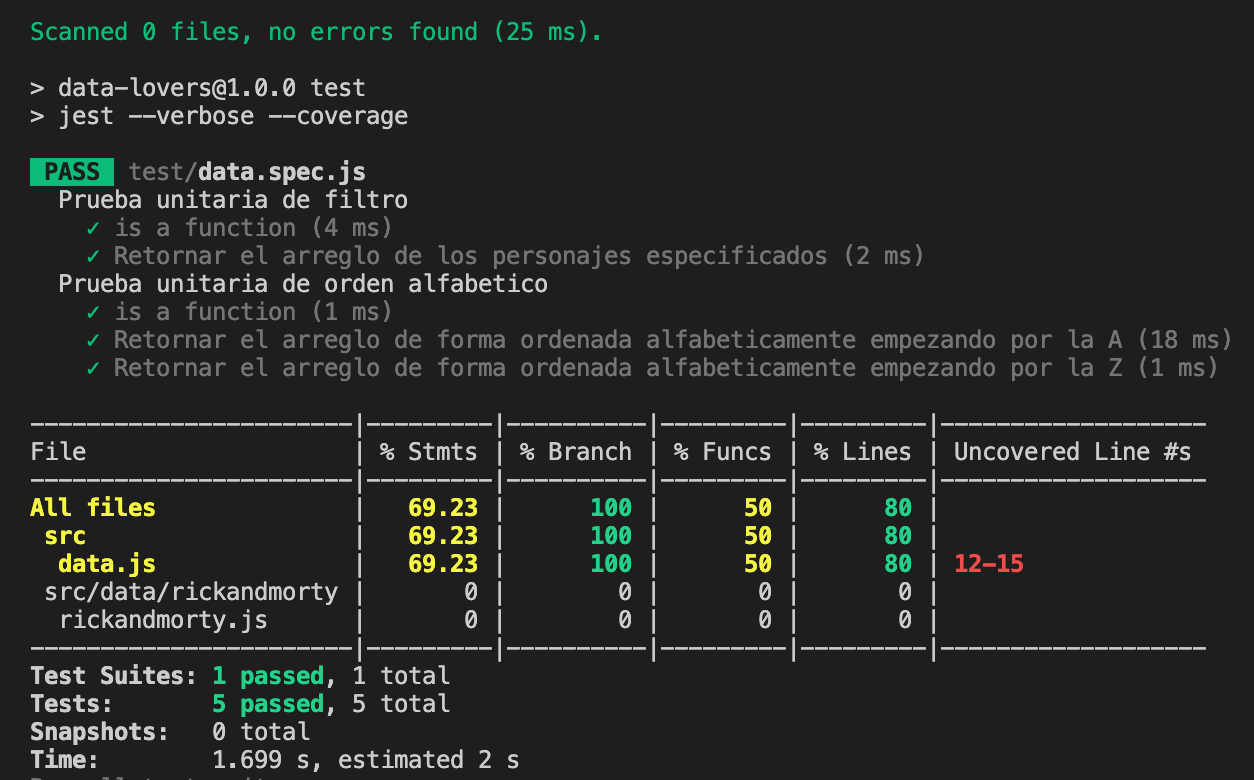 Scanned 0 files, no errors found (25 ms).
> data-lovers@1.0.0 test
> jest --verbose --coverage
PASS test/data.spec.js
Prueba unitaria de filtro
✓ is a function (4 ms)
✓ Retornar el arreglo de los personajes especificados (2 ms)
Prueba unitaria de orden alfabetico
✓ is a function (1 ms)
✓ Retornar el arreglo de forma ordenada alfabeticamente empezando por la A (18 ms)
✓ Retornar el arreglo de forma ordenada alfabeticamente empezando por la Z (1 ms)
File | % Stmts | % Branch | % Funcs | % Lines | Uncovered Line #s
All files | 69.23 | 100 | 50 | 80 |
src | 69.23 | 100 | 50 | 80 |
data.js | 69.23 | 100 | 50 | 80 | 12-15
src/data/rickandmorty | 0 | 0 | 0 | 0 |
rickandmorty.js | 0 | 0 | 0 | 0 |
Test Suites: 1 passed, 1 total
Tests: 5 passed, 5 total
Snapshots: 0 total
Time: 1.699 s, estimated 2 s